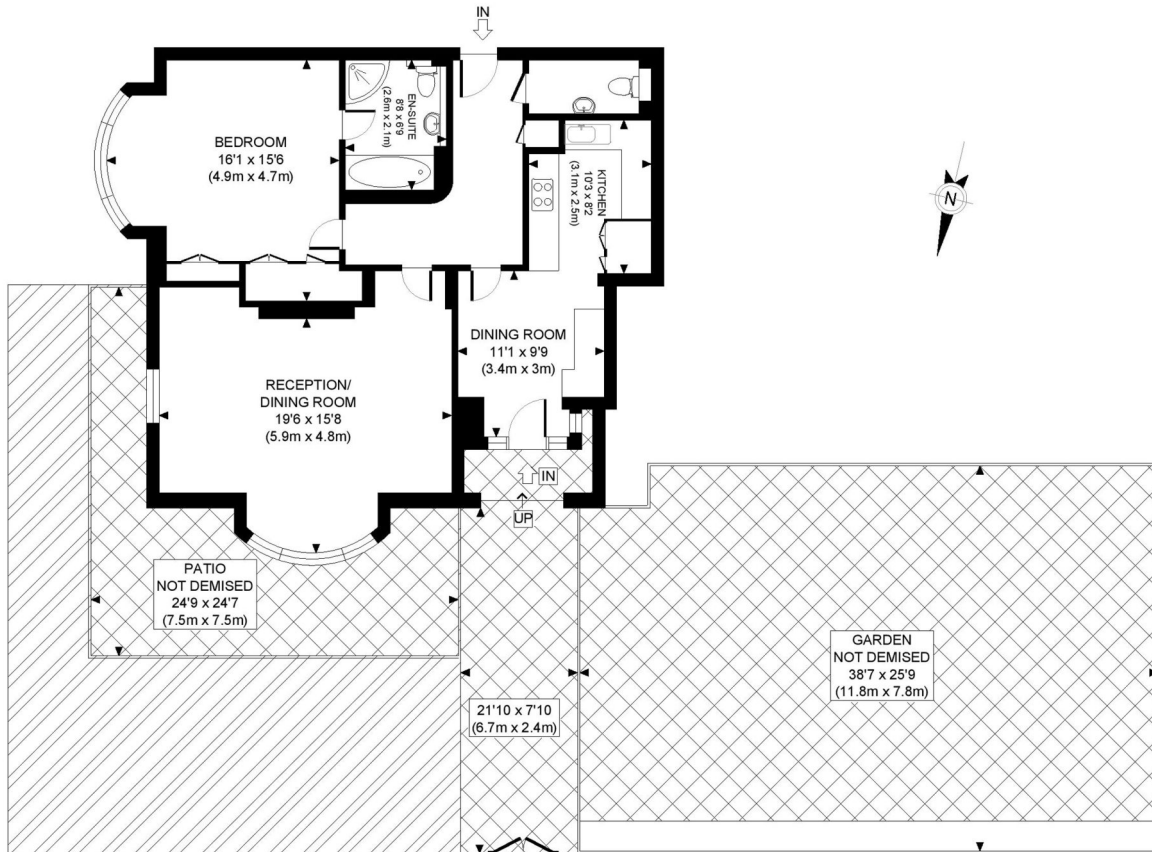 IN
BEDROOM
16'1 x 15'6
(4.9m x 4.7m)
EN-SUITE
8'8 x 6'9
(2.6m x 2.1m)
KITCHEN
10'3 x 8'2
(3.1m x 2.5m)
N
DINING ROOM
11'1 x 9'9
(3.4m x 3m)
RECEPTION/
DINING ROOM
19'6 x 15'8
(5.9m x 4.8m)
IN
UP
PATIO
NOT DEMISED
24'9 x 24'7
(7.5m x 7.5m)
21'10 x 7'10
(6.7m x 2.4m)
GARDEN
NOT DEMISED
38'7 x 25'9
(11.8m x 7.8m)